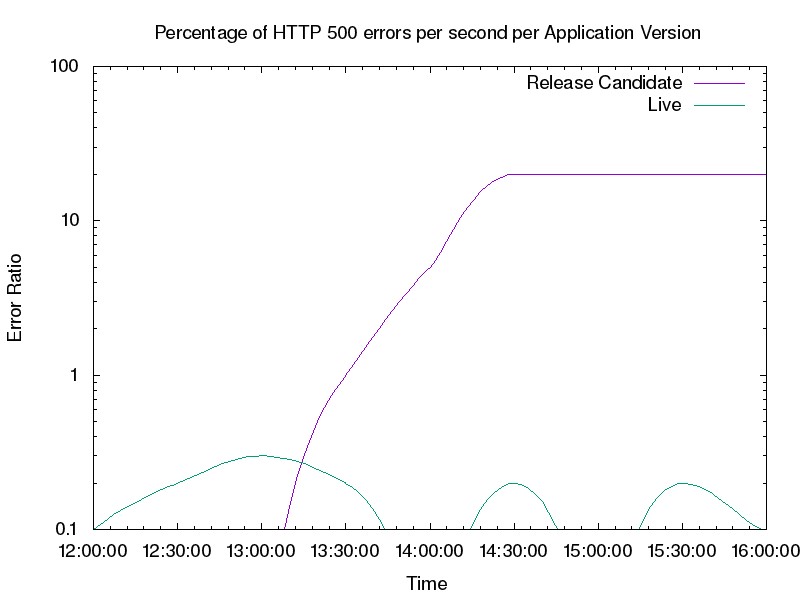 Percentage of HTTP 500 errors per second per Application Version
100
Release Candidate
Live
10
Error Ratio
1
0.1
12:00:00 12:30:00 13:00:00 13:30:00 14:00:00 14:30:00 15:00:00 15:30:00 16:00:00
Time